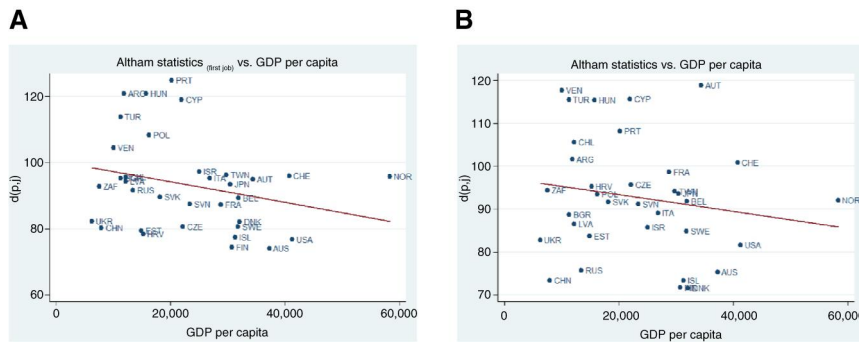 A
Altham statistics (first job) vs. GDP per capita
d(p,j)
120
100
80
60
PRT
ARG HUN
CYP
TUR
POL
VEN
ISR
ITA
TWN
JPN
AUT
CHE
NOR
LVA
ZAF
RUS
SVK
SVN
FRA
BEL
UKR
CHN
EST
HRV
CZE
DNK
SWE
ISL
FIN
AUS
USA
0 20,000 40,000 60,000
GDP per capita
B
Altham statistics vs. GDP per capita
d(p,j)
120
110
100
90
80
70
VEN
TUR HUN
CYP
AUT
PRT
CHL
ARG
FRA
CHE
ZAF
HRV
POL
CZE
TWN
JPN
SVK
SVN
BEL
NOR
BGR
ITA
LVA
ISR
UKR
EST
SWE
USA
RUS
CHN
AUS
ISL
DNK
0 20,000 40,000 60,000
GDP per capita